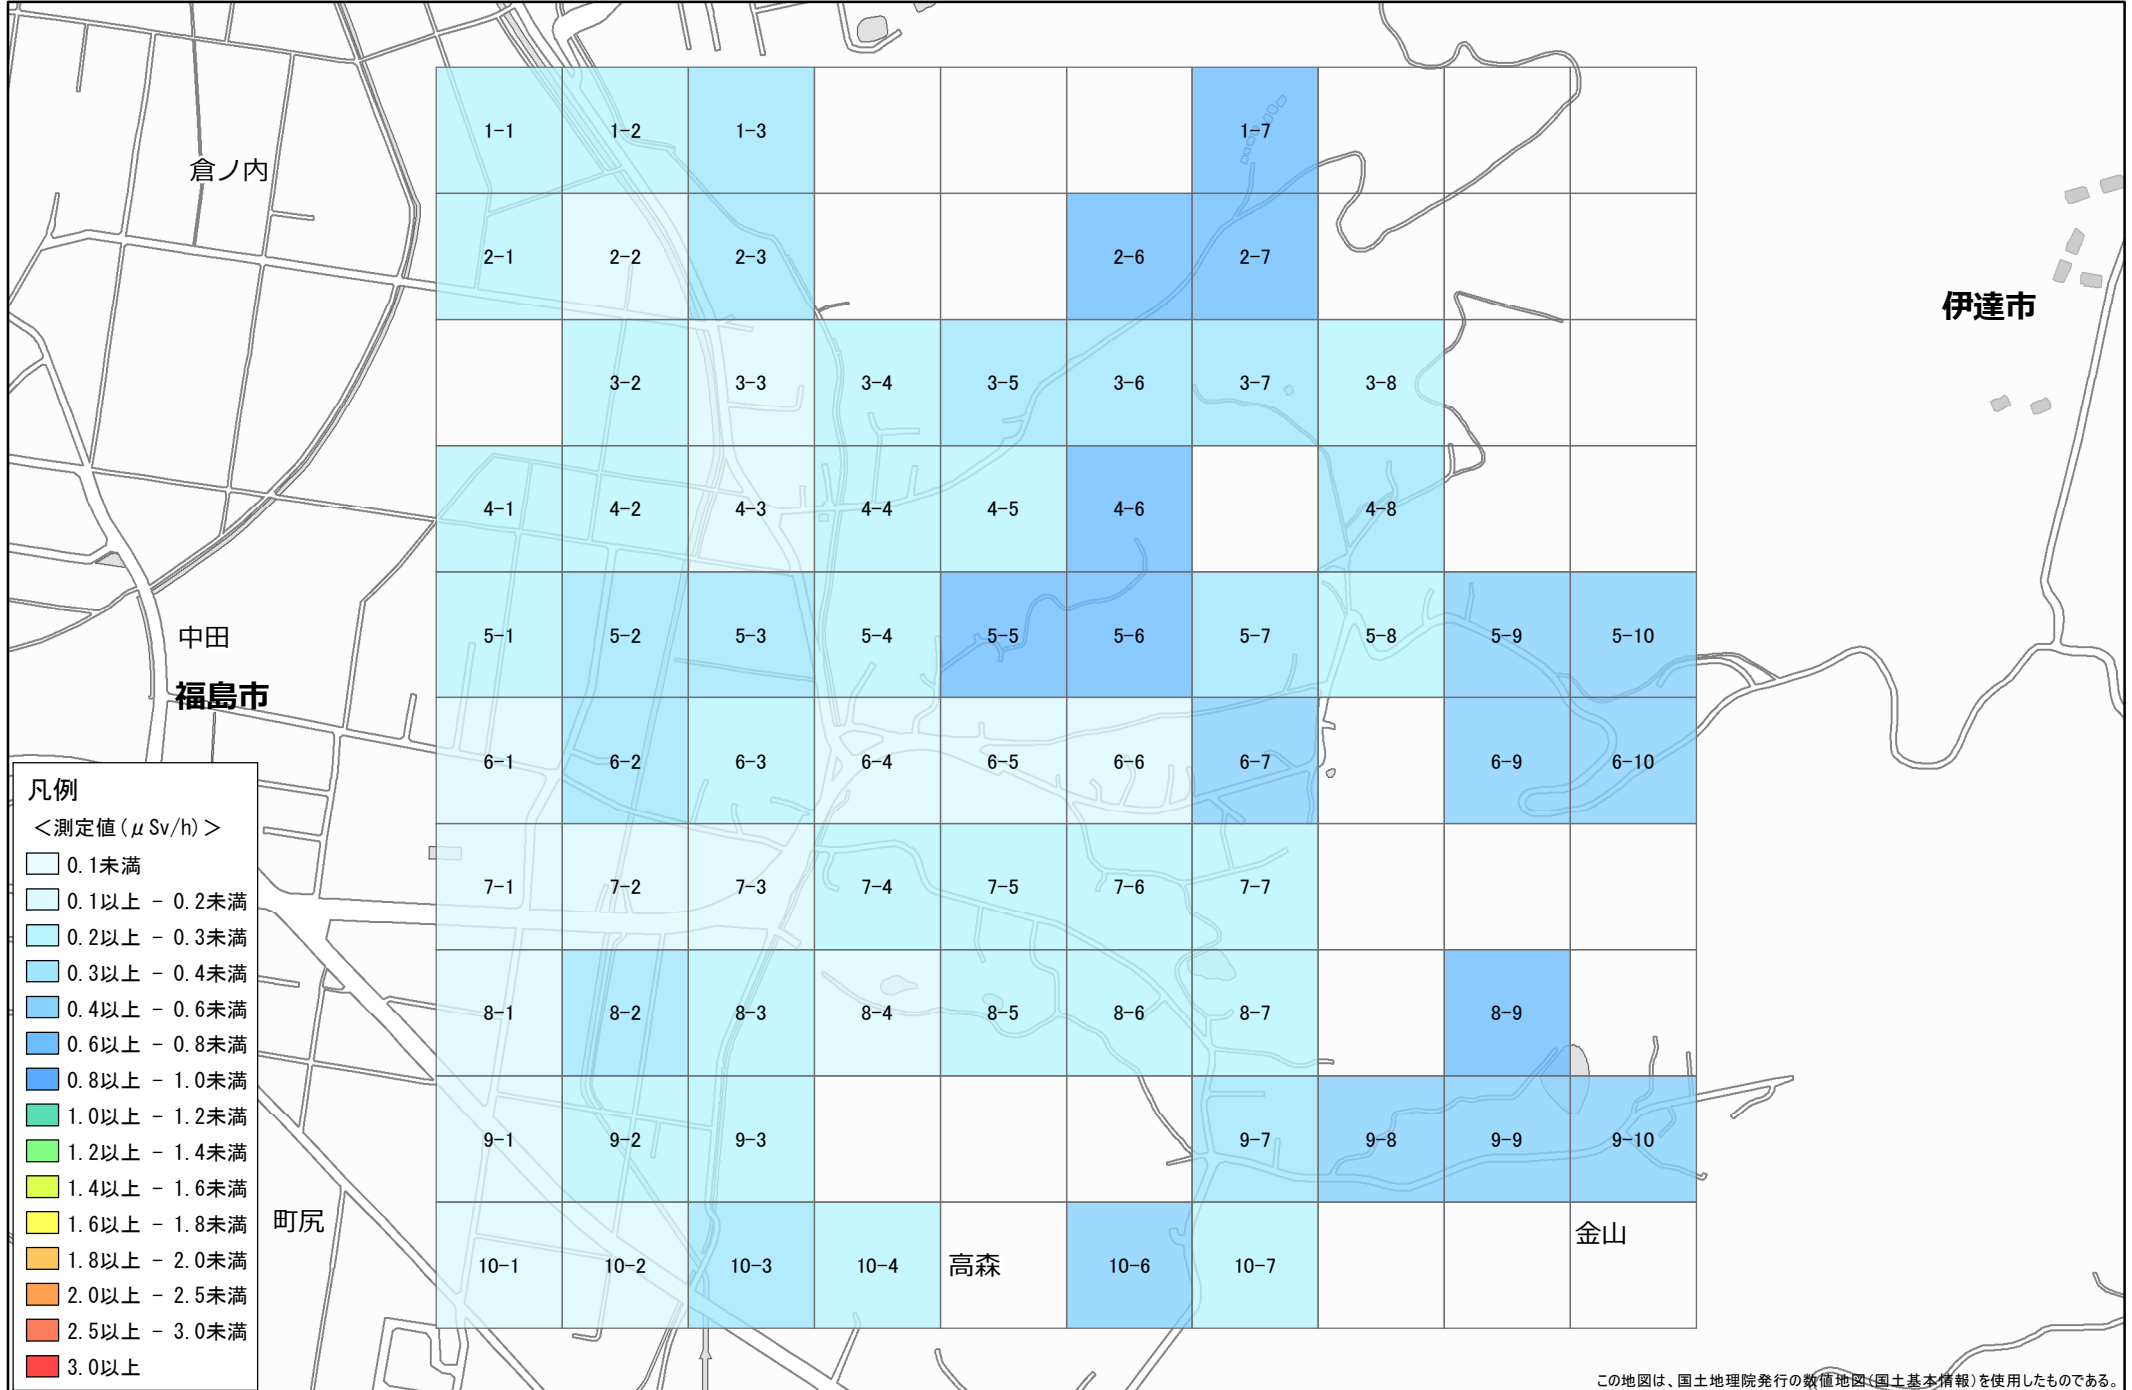 1-1 1-2 1-3 1-7
倉ノ内
2-1 2-2 2-3 2-6 2-7
伊達市
3-2 3-3 3-4 3-5 3-6 3-7 3-8
4-1 4-2 4-3 4-4 4-5 4-6 4-8
中田
5-1 5-2 5-3 5-4 5-5 5-6 5-7 5-8 5-9 5-10
福島市
6-1 6-2 6-3 6-4 6-5 6-6 6-7 6-9 6-10
7-1 7-2 7-3 7-4 7-5 7-6 7-7
8-1 8-2 8-3 8-4 8-5 8-6 8-7 8-9
9-1 9-2 9-3 9-7 9-8 9-9 9-10
町尻
金山
10-1 10-2 10-3 10-4 高森 10-6 10-7
凡例
＜測定値(μSv/h)＞
0.1未満
0.1以上 - 0.2未満
0.2以上 - 0.3未満
0.3以上 - 0.4未満
0.4以上 - 0.6未満
0.6以上 - 0.8未満
0.8以上 - 1.0未満
1.0以上 - 1.2未満
1.2以上 - 1.4未満
1.4以上 - 1.6未満
1.6以上 - 1.8未満
1.8以上 - 2.0未満
2.0以上 - 2.5未満
2.5以上 - 3.0未満
3.0以上
この地図は、国土地理院発行の数値地図(国土基本情報)を使用したものである。